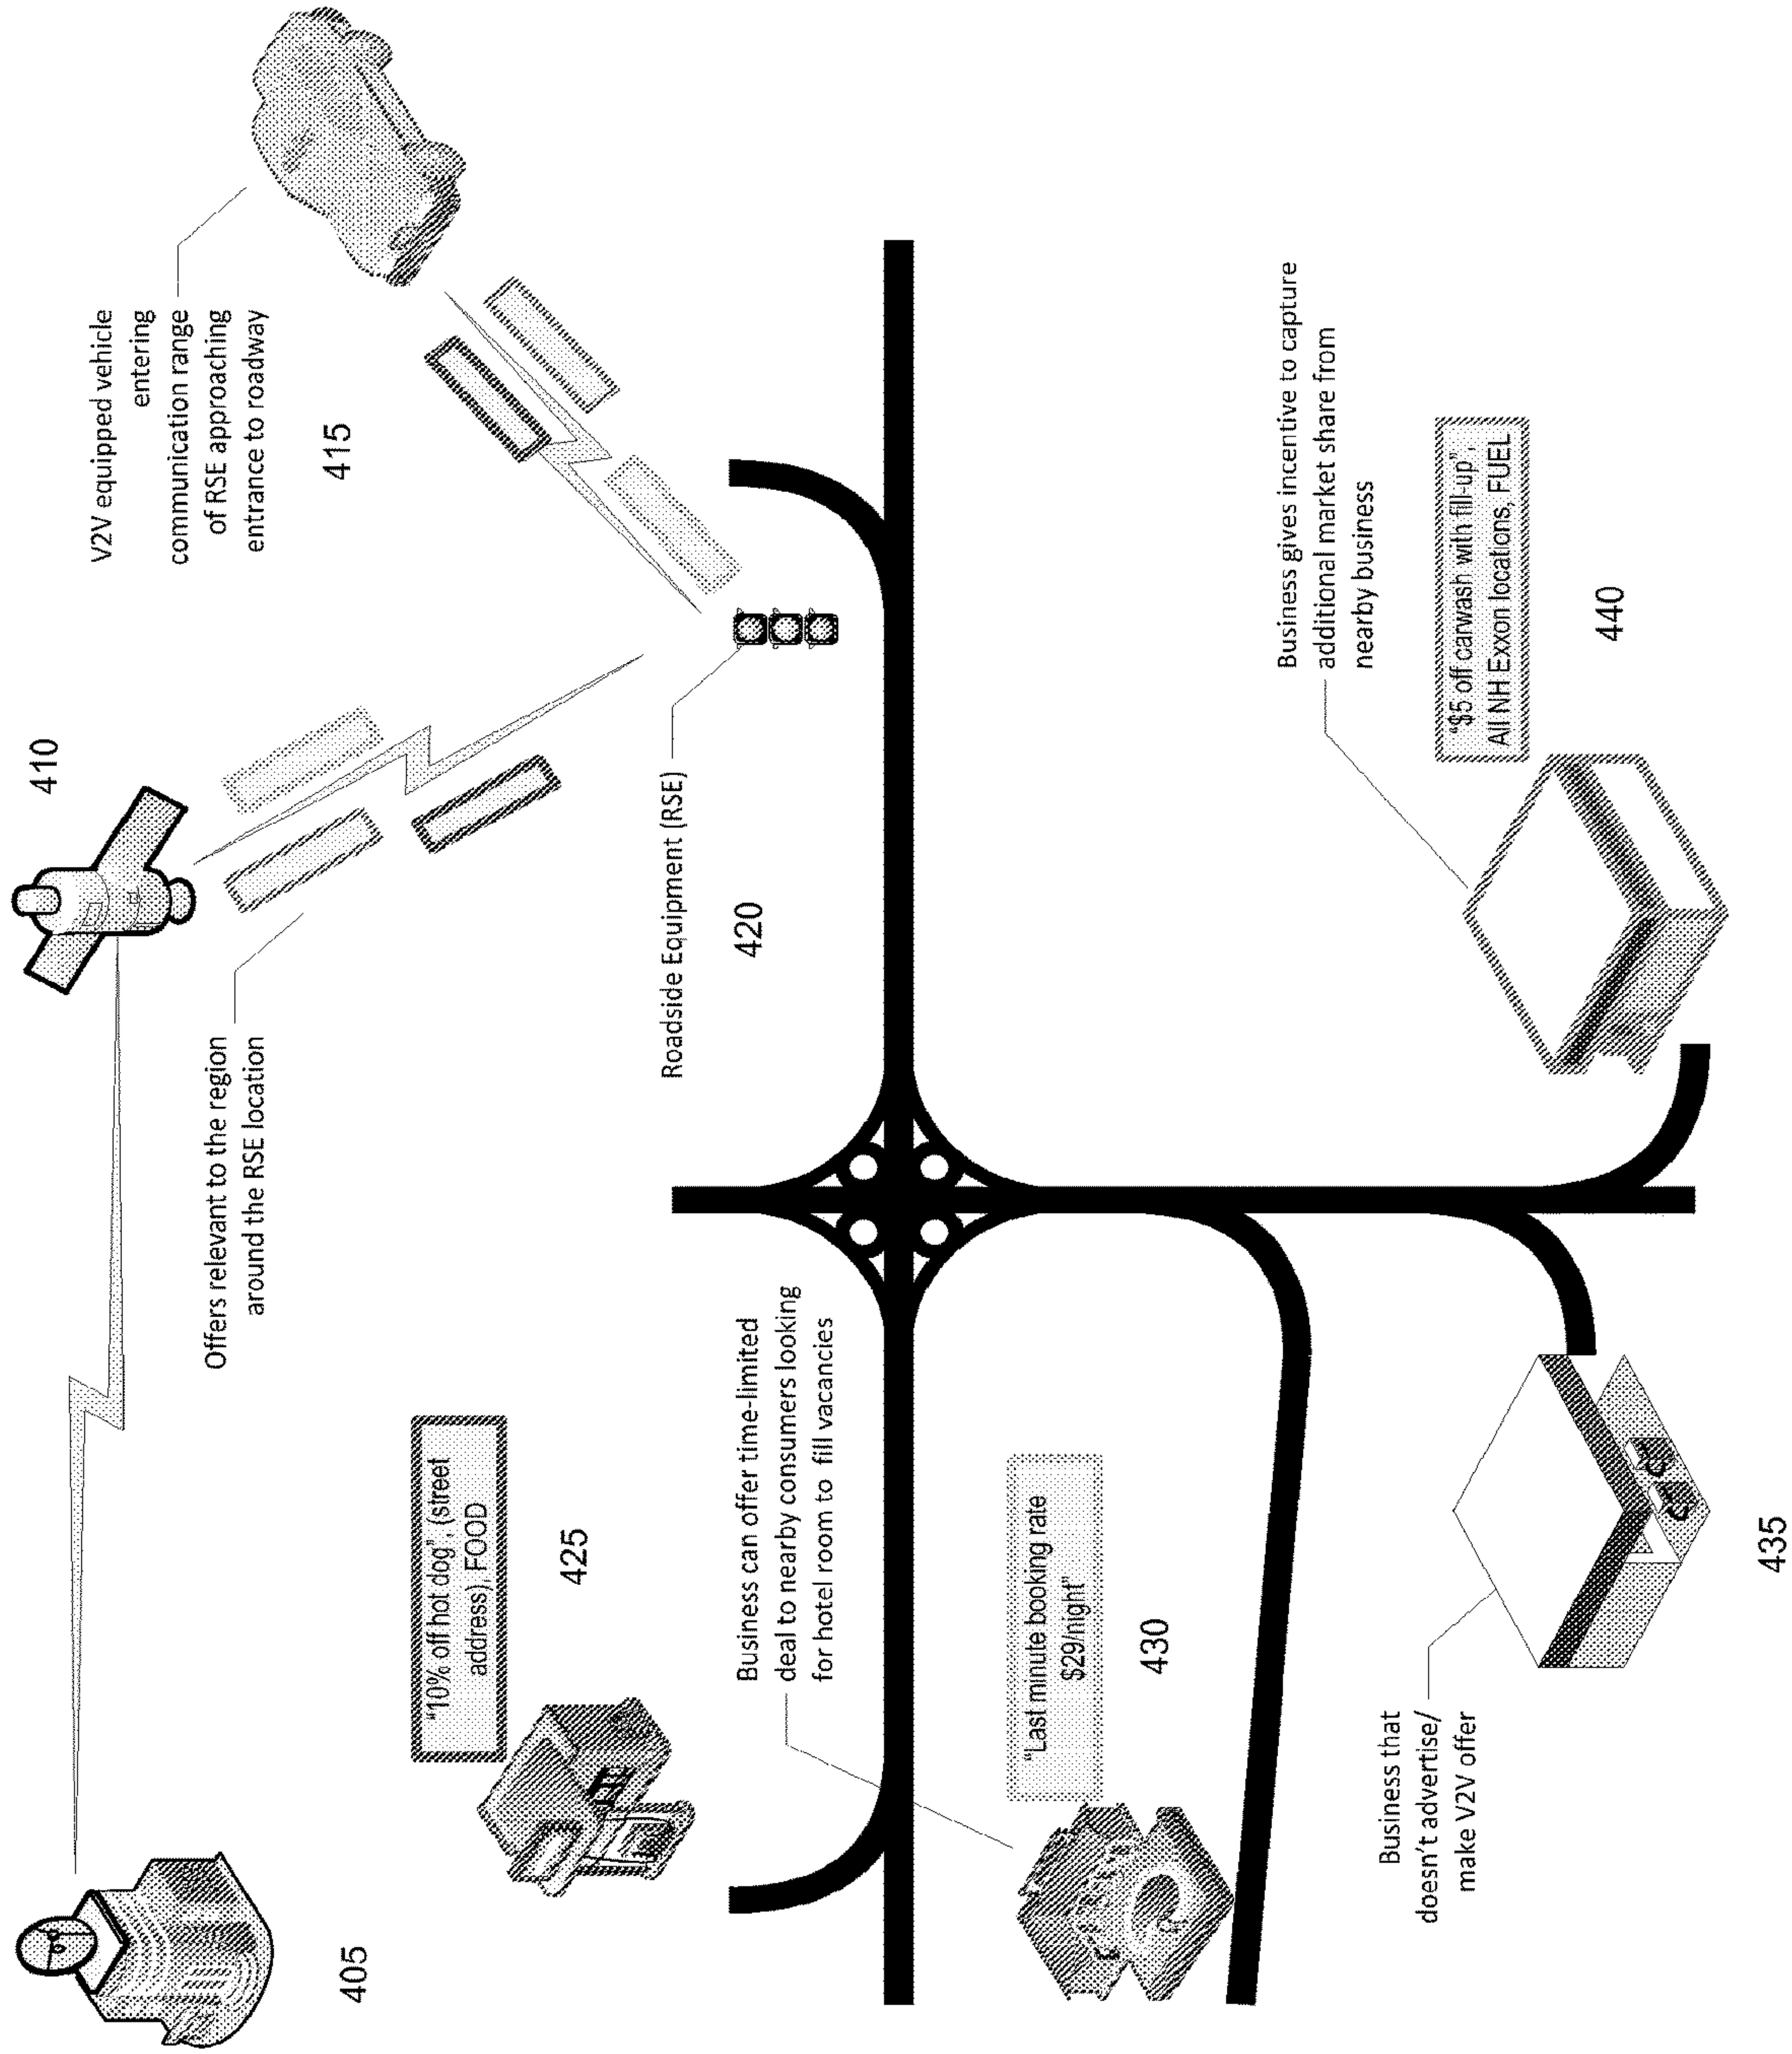 410
V2V equipped vehicle
entering
communication range
of RSE approaching
entrance to roadway
415
Offers relevant to the region
around the RSE location
405
"10% off hot dog", (street
address), FOOD
425
Roadside Equipment (RSE)
420
Business can offer time-limited
deal to nearby consumers looking
for hotel room to fill vacancies
"Last minute booking rate
$29/night"
430
Business gives incentive to capture
additional market share from
nearby business
"$5 off carwash with fill-up",
All NH Exxon locations, FUEL
440
Business that
doesn't advertise/
make V2V offer
435